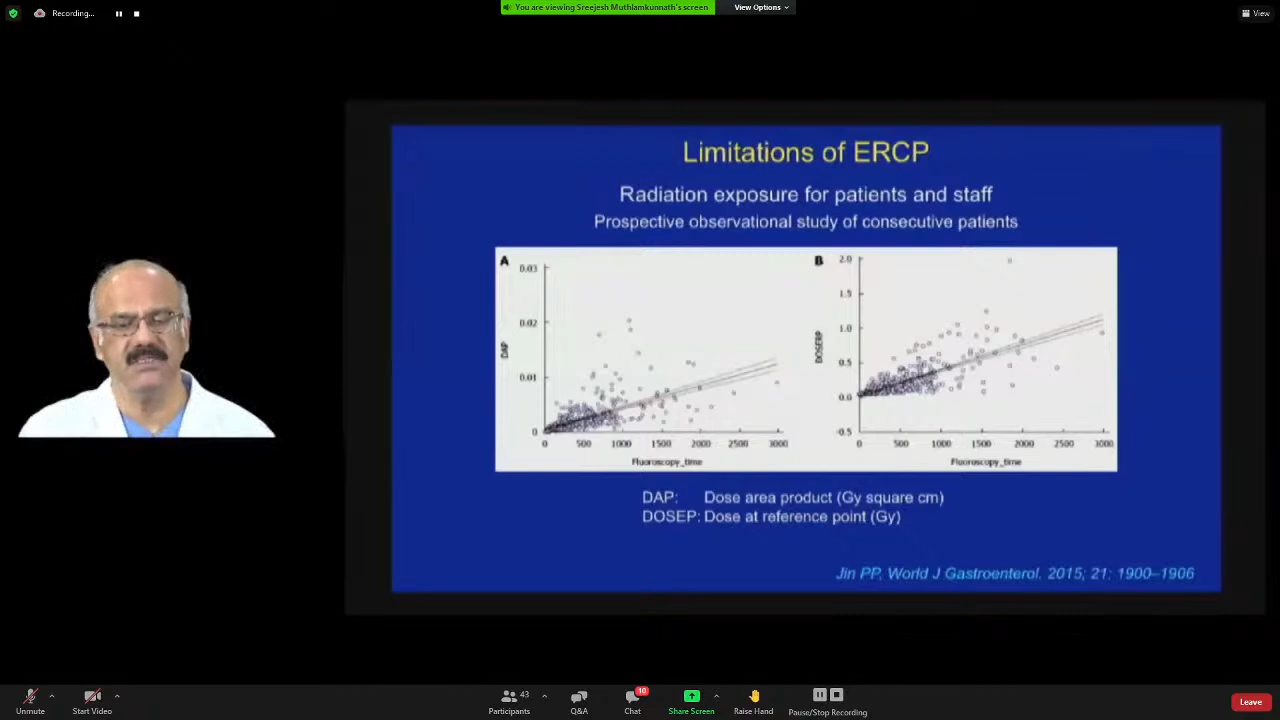 Recording...
You are viewing Sreejesh Muthlamkunnath's screen
View Options
View
Limitations of ERCP
Radiation exposure for patients and staff
Prospective observational study of consecutive patients
A
0.03
0.02
0.01
0
DAP
0 500 1000 1500 2000 2500 3000
Fluoroscopy_time
B
2.0
1.5
1.0
0.5
0.0
-0.5
DOSERP
0 500 1000 1500 2000 2500 3000
Fluoroscopy_time
DAP: Dose area product (Gy square cm)
DOSEP: Dose at reference point (Gy)
Jin PP, World J Gastroenterol. 2015; 21: 1900–1906
Unmute
Start Video
43
Participants
Q&A
10
Chat
Share Screen
Raise Hand
Pause/Stop Recording
Leave